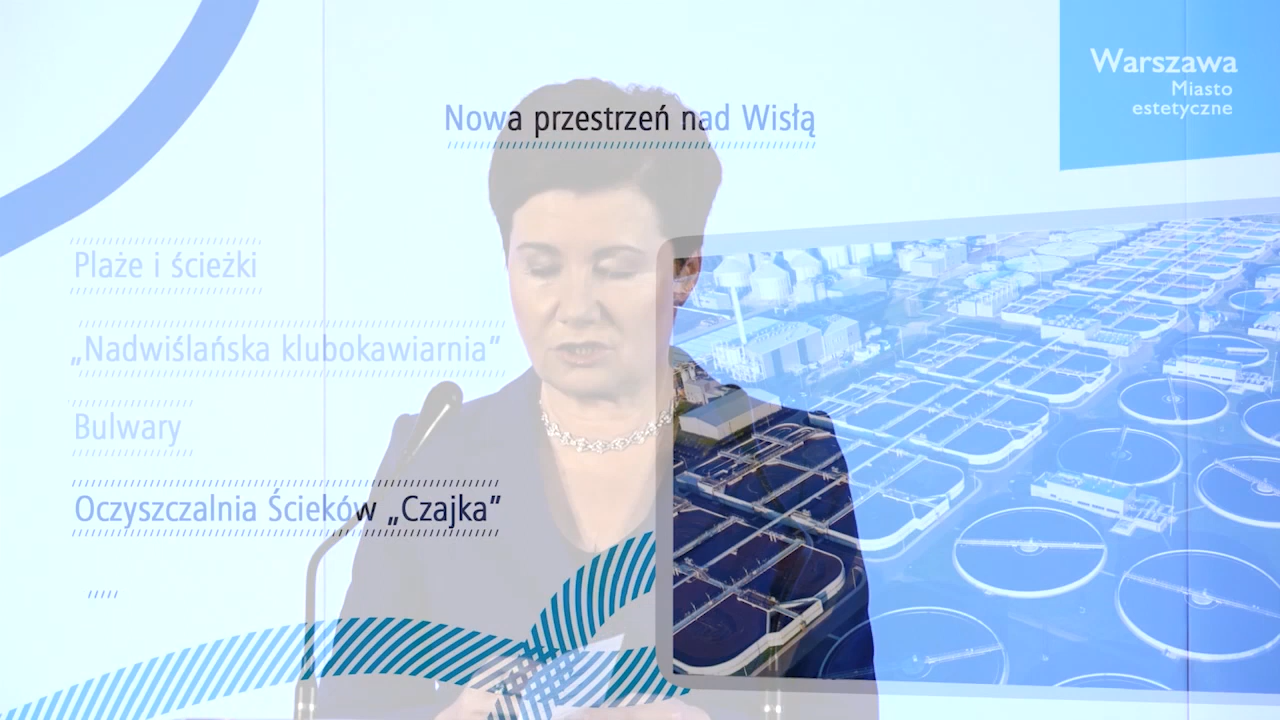 Warszawa
Miasto
estetyczne
Nowa przestrzeń nad Wisłą
Plaże i ścieżki
„Nadwiślańska klubokawiarnia”
Bulwary
Oczyszczalnia Ścieków „Czajka”